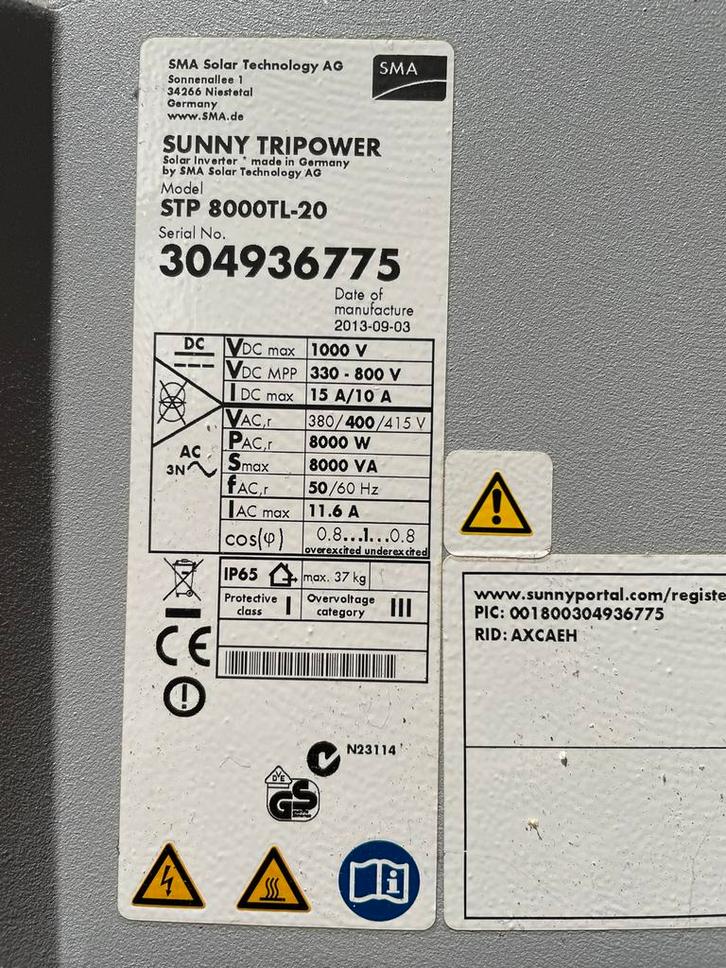 SMA Solar Technology AG
Sonnenallee 1
34266 Niestetal
Germany
www.SMA.de
SMA
SUNNY TRIPOWER
Solar Inverter * made in Germany
by SMA Solar Technology AG
Model
STP 8000TL-20
Serial No.
304936775
Date of
manufacture
2013-09-03
DC
VDC max 1000 V
VDC MPP 330 - 800 V
IDC max 15 A/10 A
AC
3N
VAC,r 380/400/415 V
PAC,r 8000 W
Smax 8000 VA
fAC,r 50/60 Hz
IAC max 11.6 A
cos(φ) 0.8...1...0.8
overexcited underexcited
IP65 max. 37 kg
Protective class I Overvoltage category III
CE
N23114
VDE
GS
www.sunnyportal.com/registe
PIC: 001800304936775
RID: AXCAEH